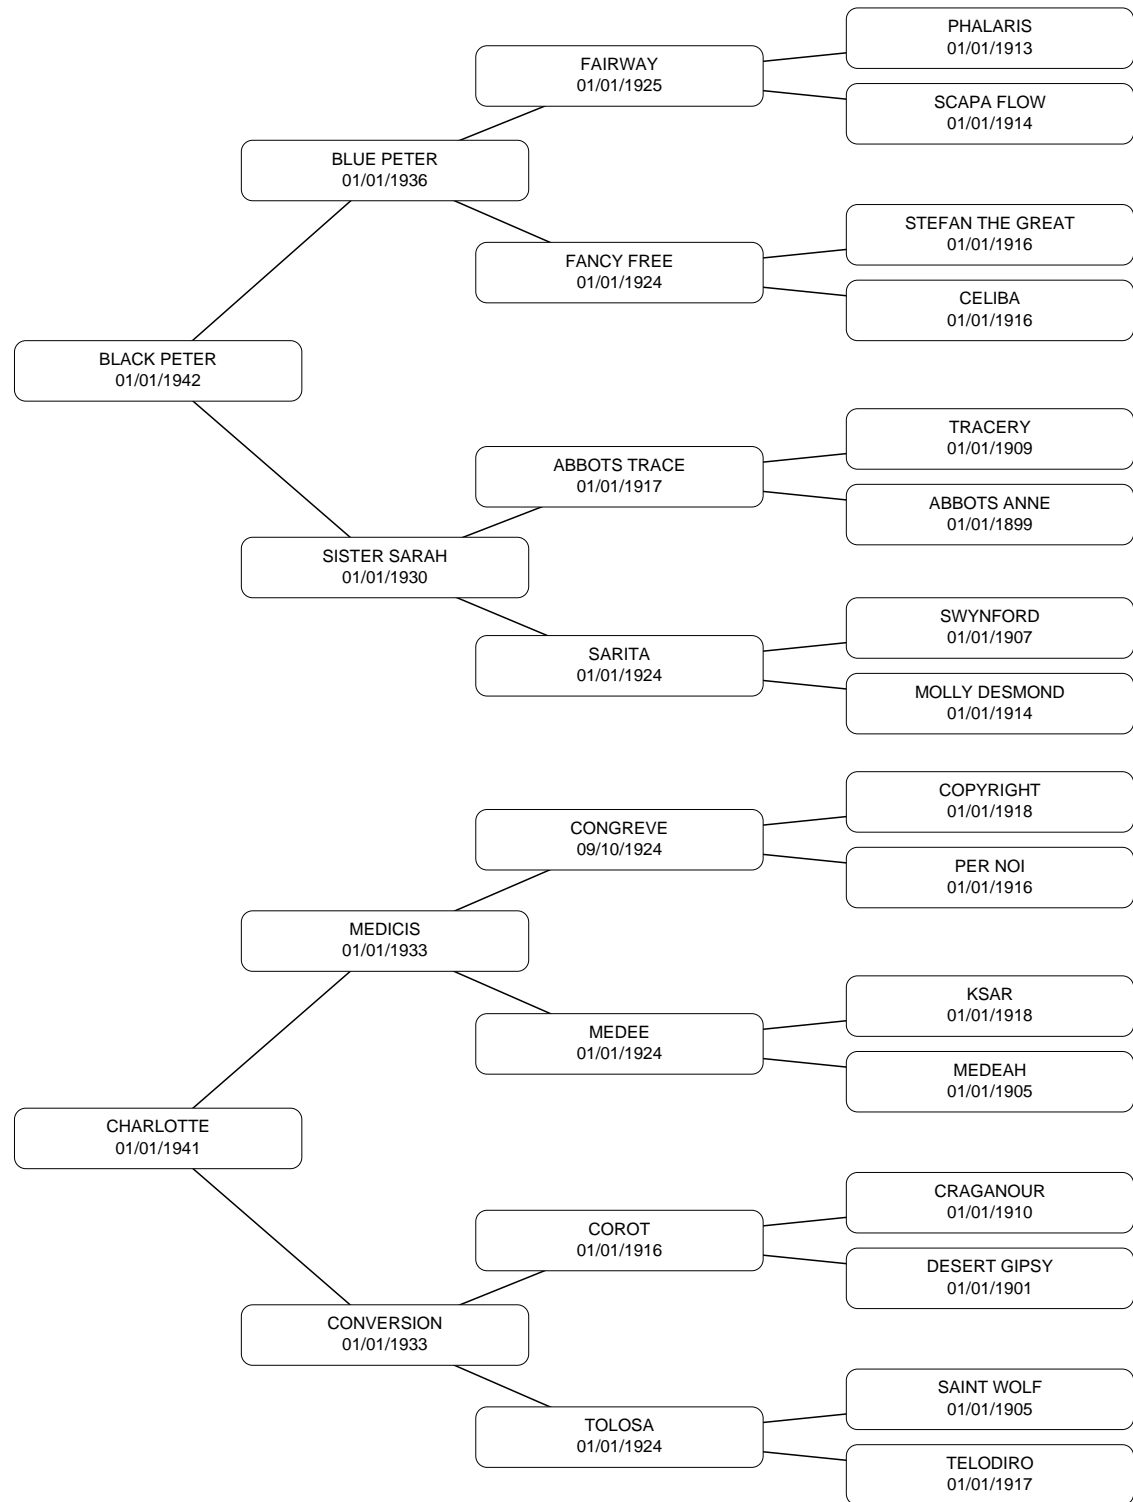 PHALARIS
01/01/1913
FAIRWAY
01/01/1925
SCAPA FLOW
01/01/1914
BLUE PETER
01/01/1936
STEFAN THE GREAT
01/01/1916
FANCY FREE
01/01/1924
CELIBA
01/01/1916
BLACK PETER
01/01/1942
TRACERY
01/01/1909
ABBOTS TRACE
01/01/1917
ABBOTS ANNE
01/01/1899
SISTER SARAH
01/01/1930
SWYNFORD
01/01/1907
SARITA
01/01/1924
MOLLY DESMOND
01/01/1914
COPYRIGHT
01/01/1918
CONGREVE
09/10/1924
PER NOI
01/01/1916
MEDICIS
01/01/1933
KSAR
01/01/1918
MEDEE
01/01/1924
MEDEAH
01/01/1905
CHARLOTTE
01/01/1941
CRAGANOUR
01/01/1910
COROT
01/01/1916
DESERT GIPSY
01/01/1901
CONVERSION
01/01/1933
SAINT WOLF
01/01/1905
TOLOSA
01/01/1924
TELODIRO
01/01/1917